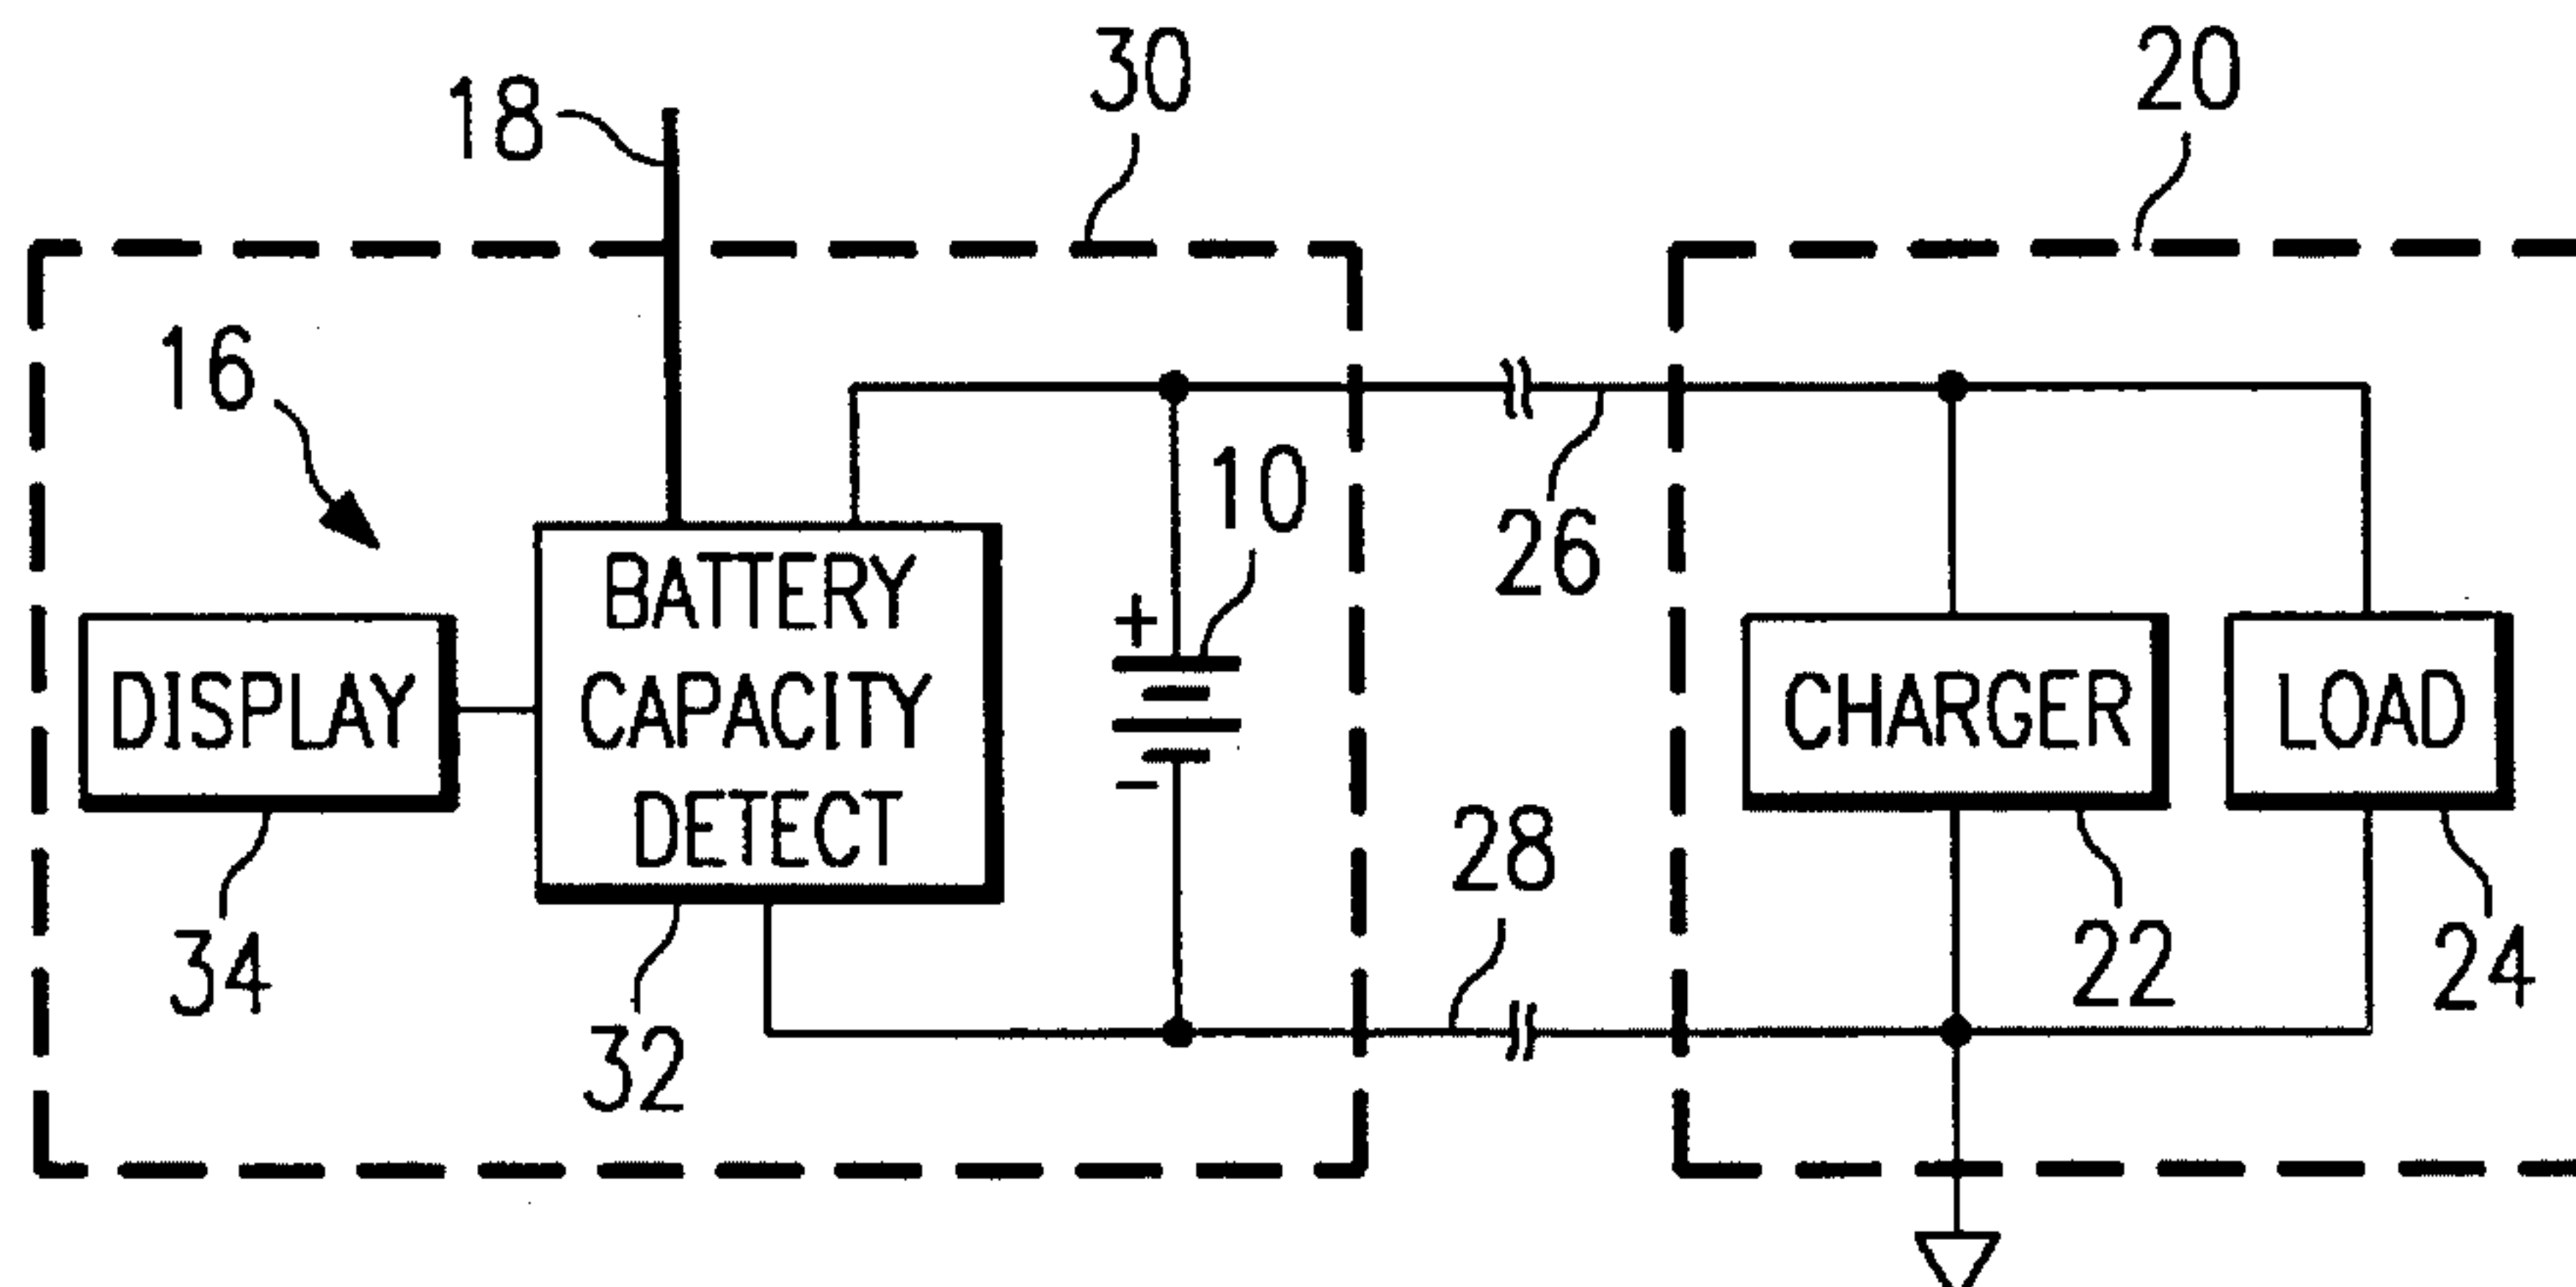 30
20
18
16
10
26
+
BATTERY
CAPACITY
DETECT
DISPLAY
CHARGER
LOAD
-
28
34
22
24
32